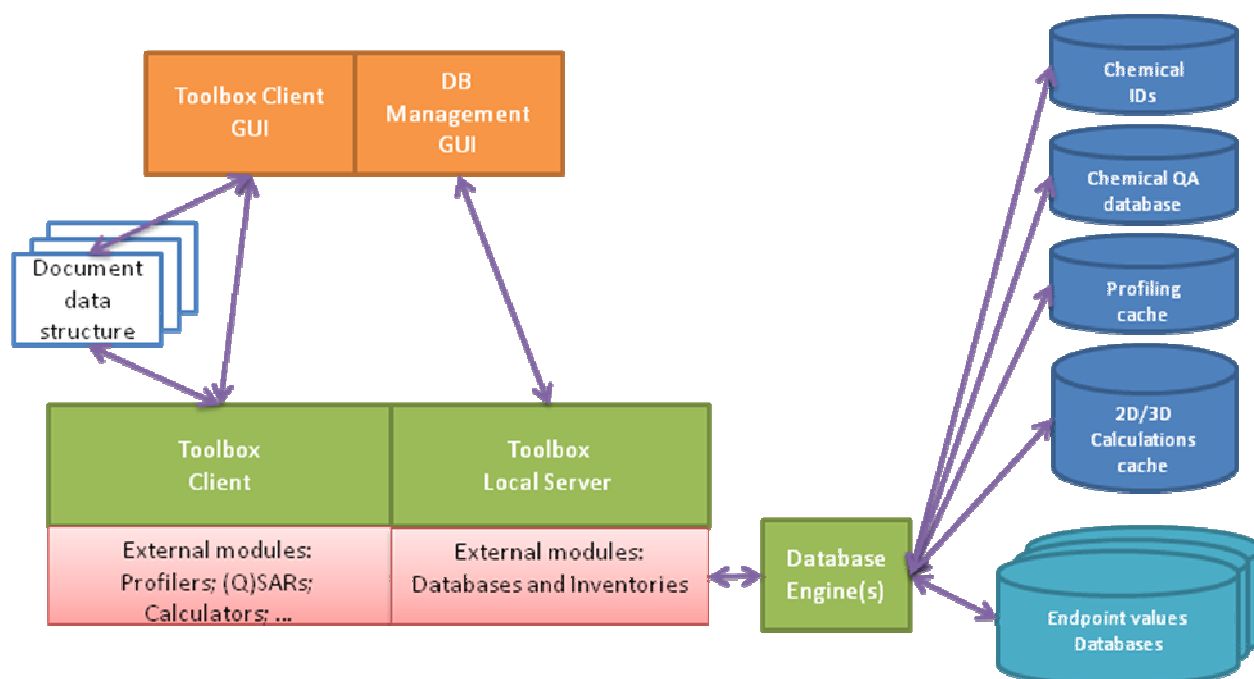 Toolbox Client
GUI
DB
Management
GUI
Document
data
structure
Toolbox
Client
Toolbox
Local Server
External modules:
Profilers; (Q)SARs;
Calculators; ...
External modules:
Databases and Inventories
Database
Engine(s)
Chemical
IDs
Chemical QA
database
Profiling
cache
2D/3D
Calculations
cache
Endpoint values
Databases